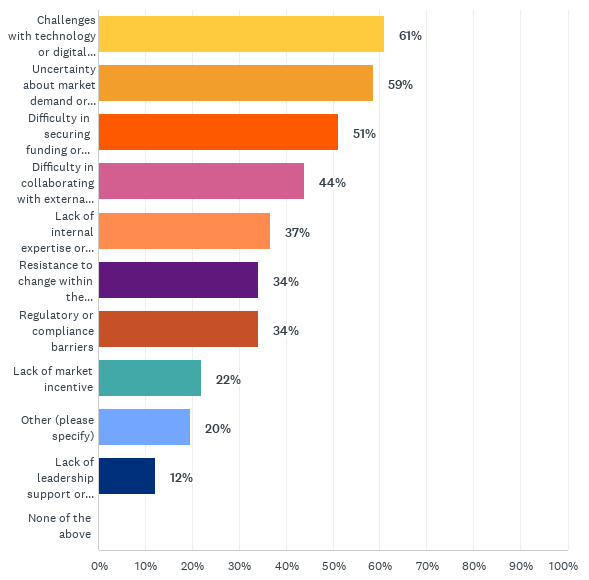 Challenges
with technology
or digital...
61%
Uncertainty
about market
demand or...
59%
Difficulty in
securing
funding or...
51%
Difficulty in
collaborating
with externa...
44%
Lack of
internal
expertise or...
37%
Resistance to
change within
the...
34%
Regulatory or
compliance
barriers
34%
Lack of market
incentive
22%
Other (please
specify)
20%
Lack of
leadership
support or...
12%
None of the
above
0% 10% 20% 30% 40% 50% 60% 70% 80% 90% 100%